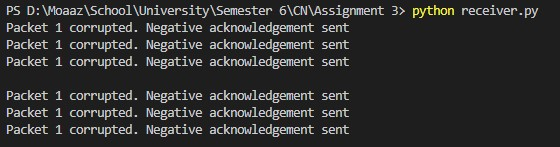 PS D:\Moaaz\School\University\Semester 6\CN\Assignment 3> python receiver.py
Packet 1 corrupted. Negative acknowledgement sent
Packet 1 corrupted. Negative acknowledgement sent
Packet 1 corrupted. Negative acknowledgement sent

Packet 1 corrupted. Negative acknowledgement sent
Packet 1 corrupted. Negative acknowledgement sent
Packet 1 corrupted. Negative acknowledgement sent